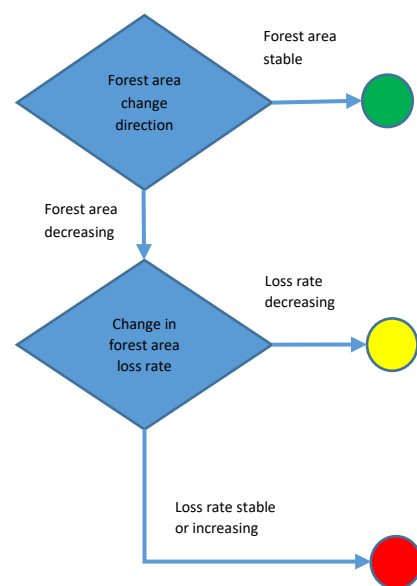 Forest area
stable
Forest area
change
direction
Forest area
decreasing
Loss rate
decreasing
Change in
forest area
loss rate
Loss rate stable
or increasing